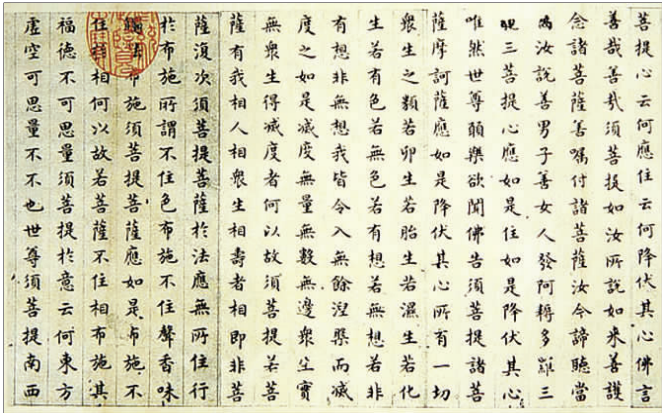 菩提心云何應住云何降伏其心佛言
善哉善哉須菩提如汝所說如来善護
念諸菩薩善囑付諸菩薩汝今諦聽當
為汝說善男子善女人發阿耨多羅三
藐三菩提心應如是住如是降伏其心
唯然世尊願樂欲聞佛告須菩提諸菩
薩摩訶薩應如是降伏其心所有一切
衆生之類若卵生若胎生若濕生若化
生若有色若無色若有想若無想若非
有想非無想我皆令入無餘涅槃而滅
度之如是滅度無量無數無邊衆生實
無衆生得滅度者何以故須菩提若菩
薩有我相人相衆生相壽者相即非菩
薩復次須菩提菩薩於法應無所住行
於布施所謂不住色布施不住聲香味
觸法布施須菩提菩薩應如是布施不
住於相何以故若菩薩不住相布施其
福德不可思量須菩提於意云何東方
虛空可思量不不也世尊須菩提南西